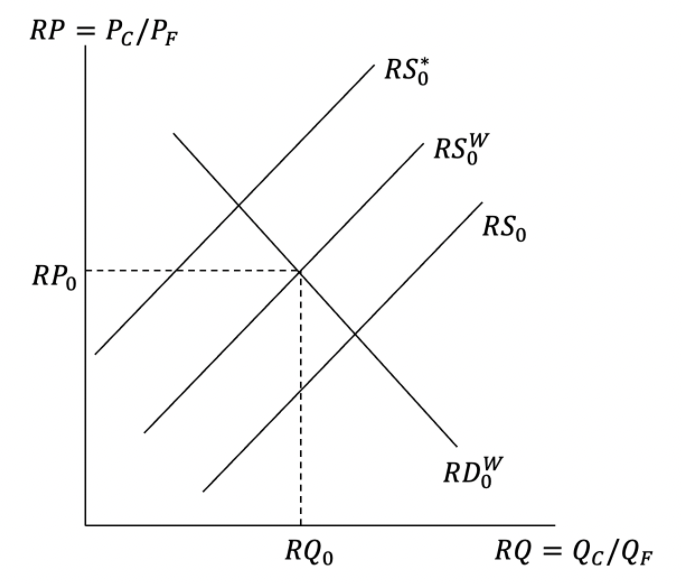 RP = P_C/P_F
RS_0^*
RS_0^W
RS_0
RP_0
RD_0^W
RQ_0
RQ = Q_C/Q_F